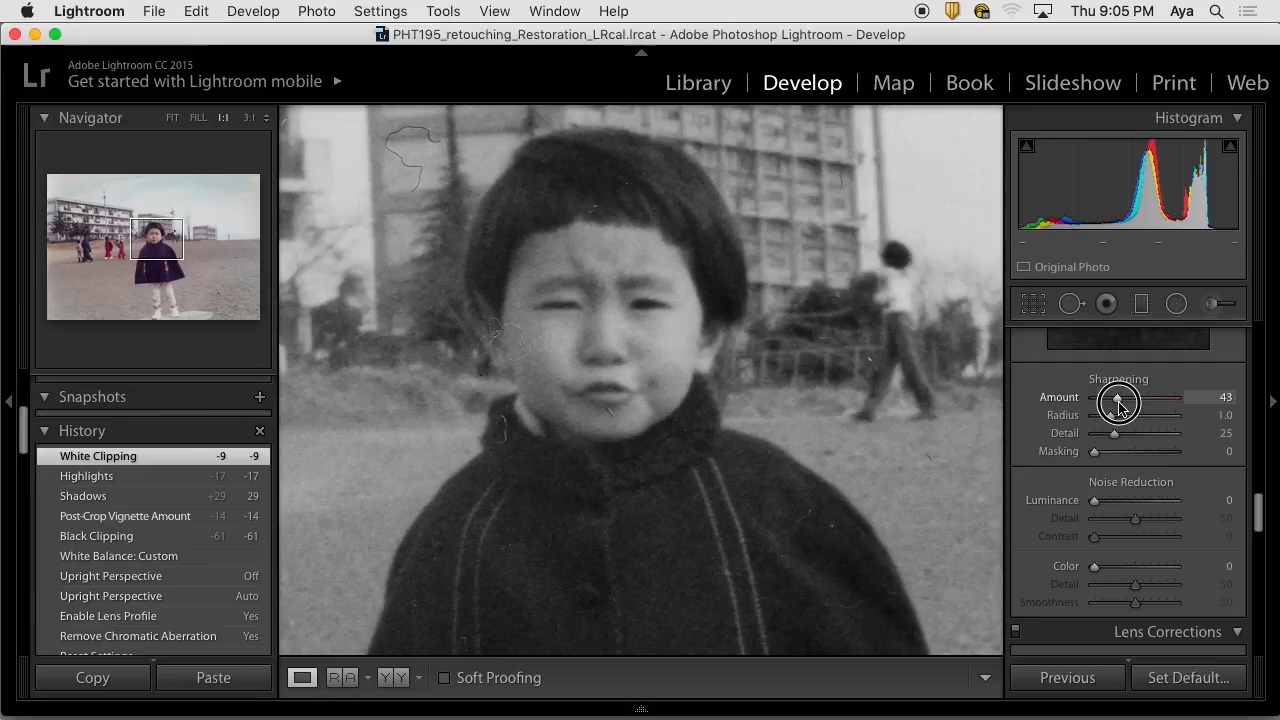 Lightroom File Edit Develop Photo Settings Tools View Window Help Thu 9:05 PM Aya
Lr PHT195_retouching_Restoration_LRcal.lrcat - Adobe Photoshop Lightroom - Develop
Lr
Adobe Lightroom CC 2015
Get started with Lightroom mobile
Library Develop Map Book Slideshow Print Web
Navigator FIT FILL 1:1 3:1
Snapshots +
History
White Clipping -9 -9
Highlights -17 -17
Shadows +29 29
Post-Crop Vignette Amount -14 -14
Black Clipping -61 -61
White Balance: Custom
Upright Perspective Off
Upright Perspective Auto
Enable Lens Profile Yes
Remove Chromatic Aberration Yes
Copy Paste
R A Y Y Soft Proofing
Histogram
Original Photo
Sharpening
Amount 43
Radius 1.0
Detail 25
Masking 0
Noise Reduction
Luminance 0
Detail 50
Contrast 0
Color 0
Detail 50
Smoothness 50
Lens Corrections
Previous Set Default...